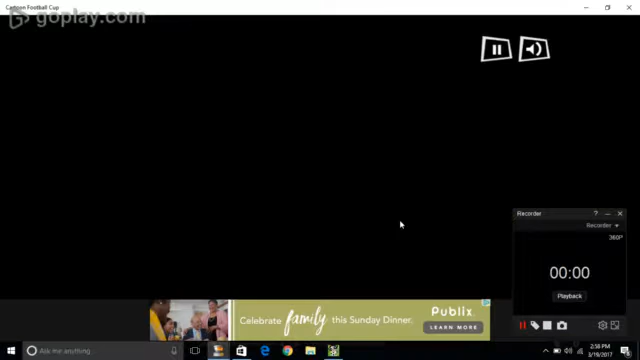 Cartoon Football Cup
goplay.com
Recorder
?
Recorder
360P
00:00
Playback
Celebrate family this Sunday Dinner.
Publix
LEARN MORE
Ask me anything
2:58 PM
3/19/2017